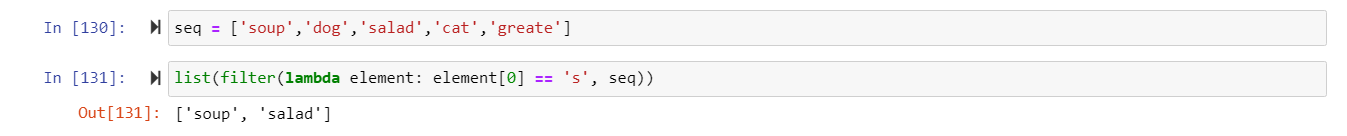 In [130]: seq = ['soup','dog','salad','cat','greate']
In [131]: list(filter(lambda element: element[0] == 's', seq))
Out[131]: ['soup', 'salad']